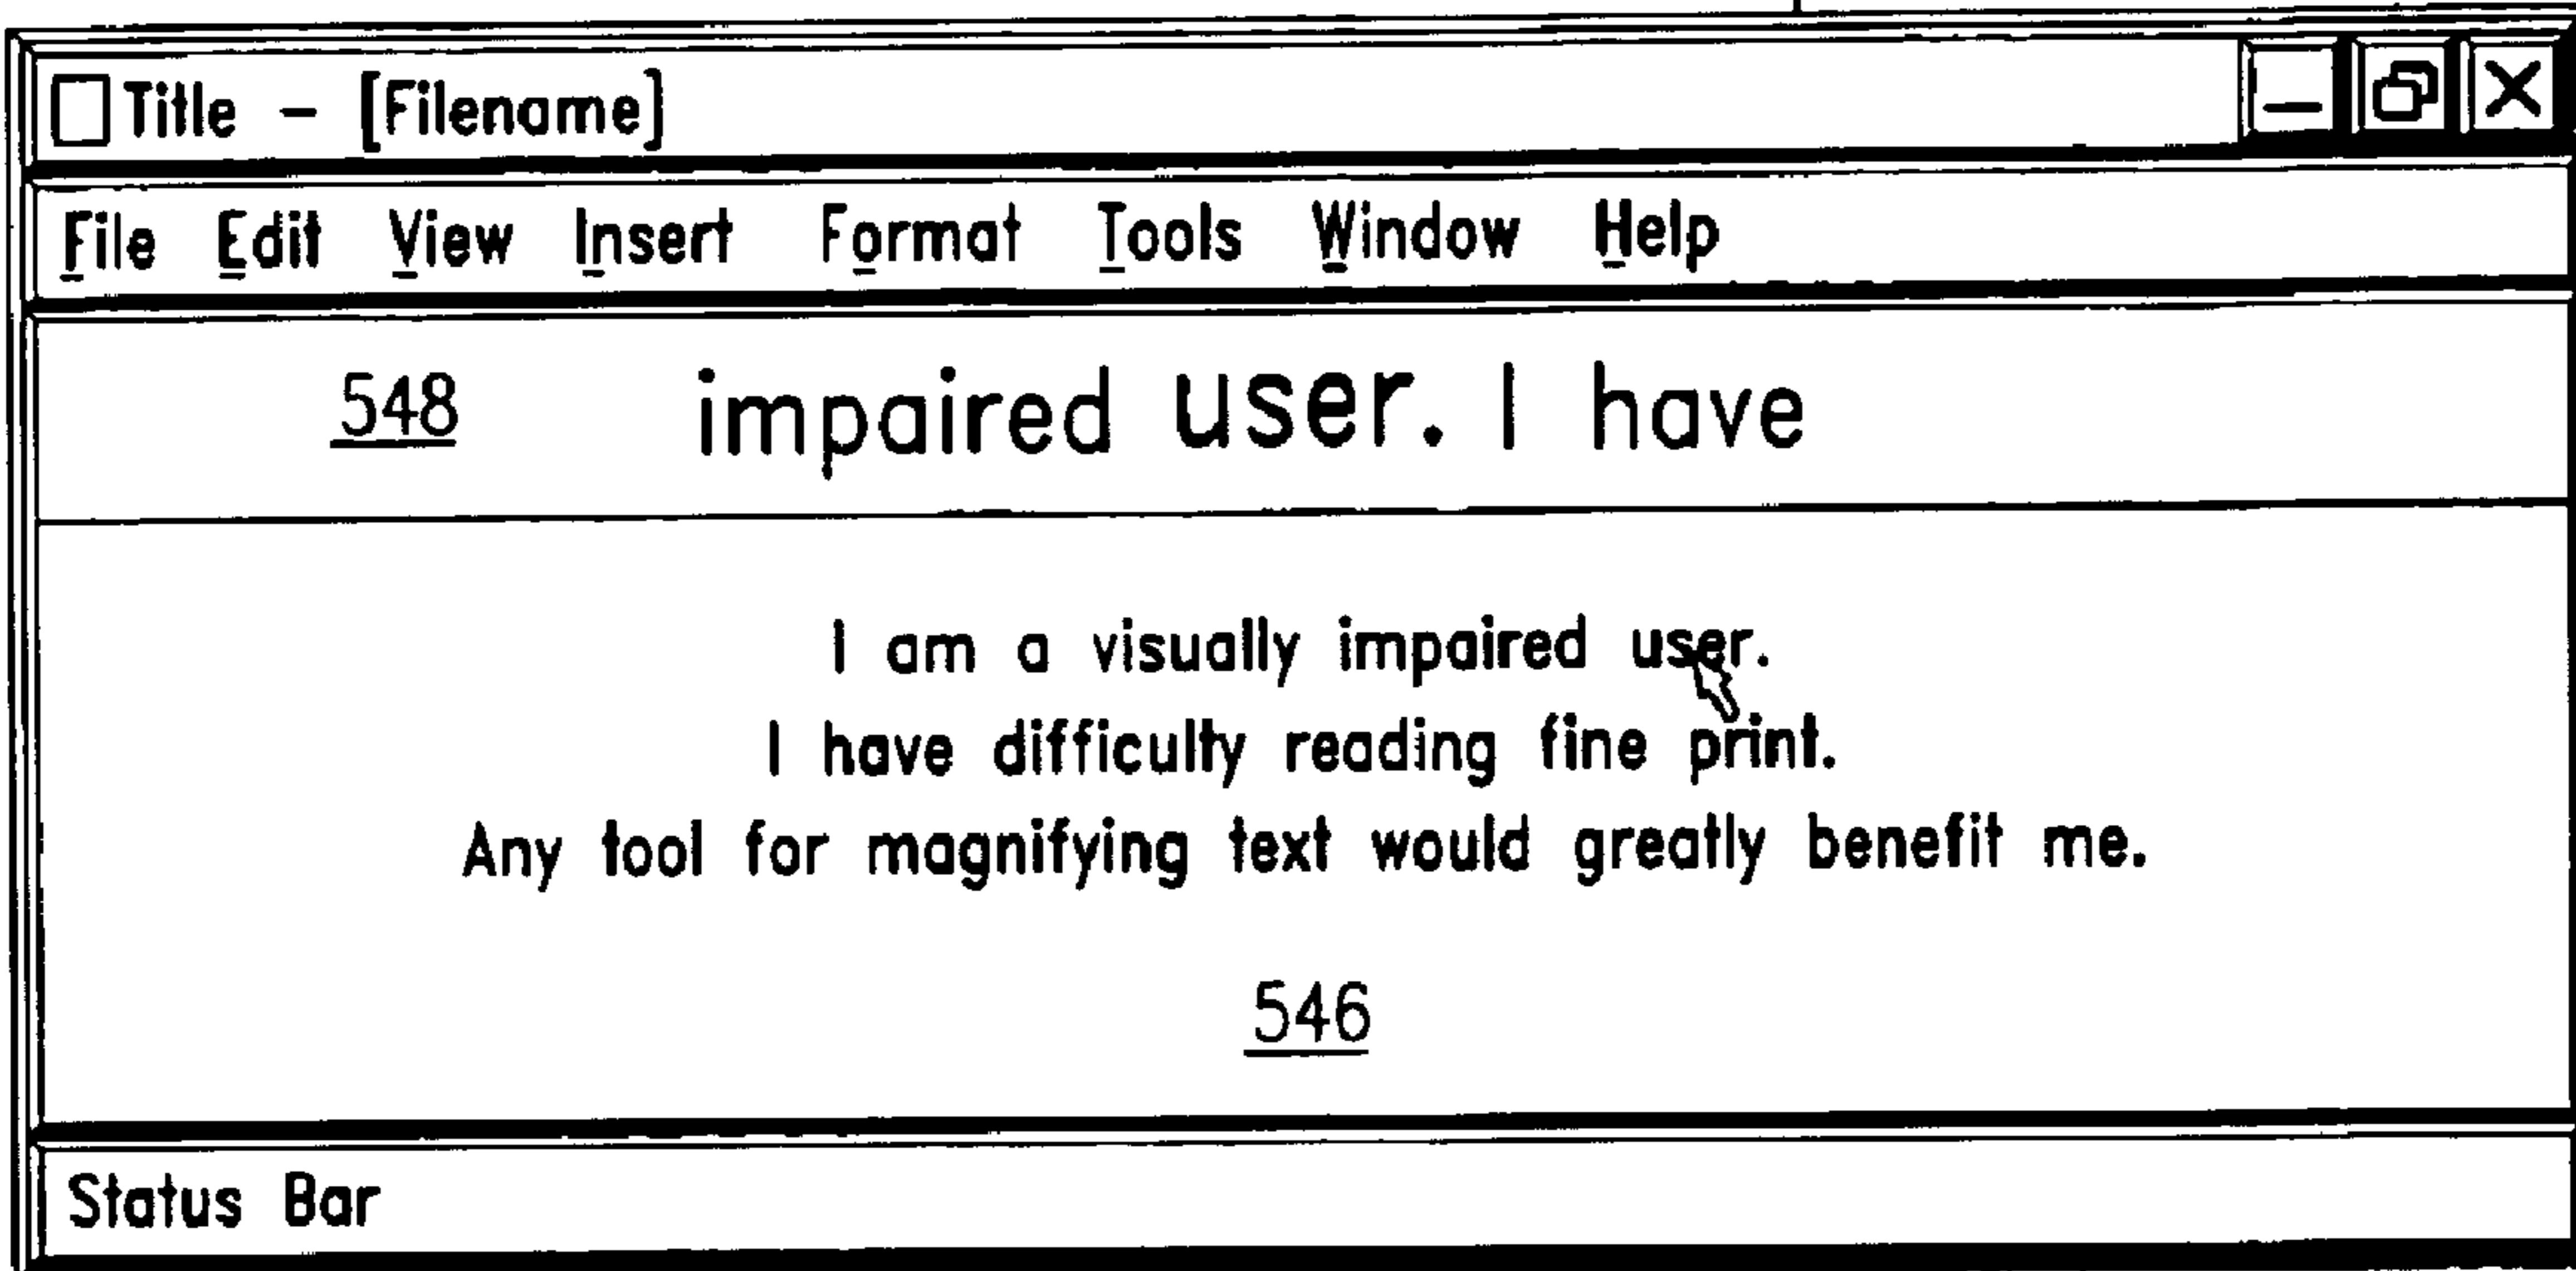 Title - [Filename]
File Edit View Insert Format Tools Window Help
548 impaired user. I have
I am a visually impaired user.
I have difficulty reading fine print.
Any tool for magnifying text would greatly benefit me.
546
Status Bar